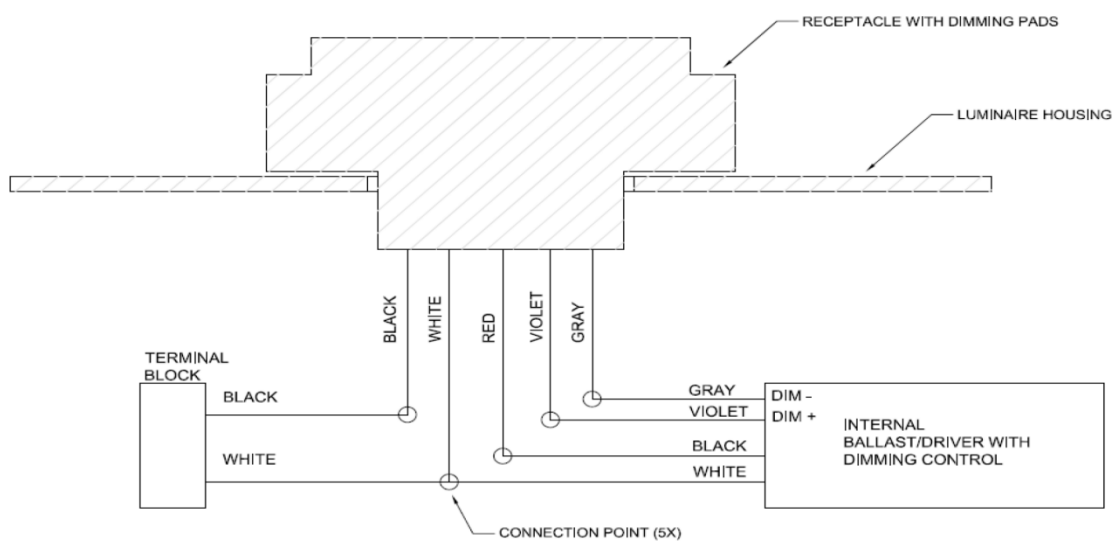 RECEPTACLE WITH DIMMING PADS
LUMINAIRE HOUSING
BLACK
WHITE
RED
VIOLET
GRAY
TERMINAL
BLOCK
BLACK
WHITE
GRAY
VIOLET
BLACK
WHITE
DIM -
DIM +
INTERNAL
BALLAST/DRIVER WITH
DIMMING CONTROL
CONNECTION POINT (5X)